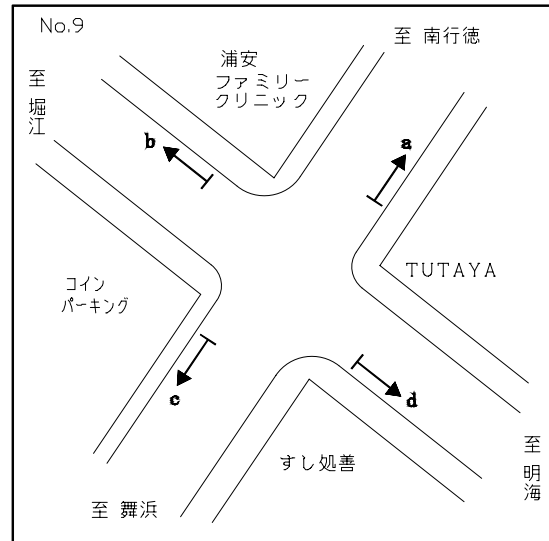 No.9
至 南行徳
浦安
ファミリー
クリニック
至 堀江
b
a
TUTAYA
コイン
パーキング
c
d
すし処善
至 舞浜
至 明海